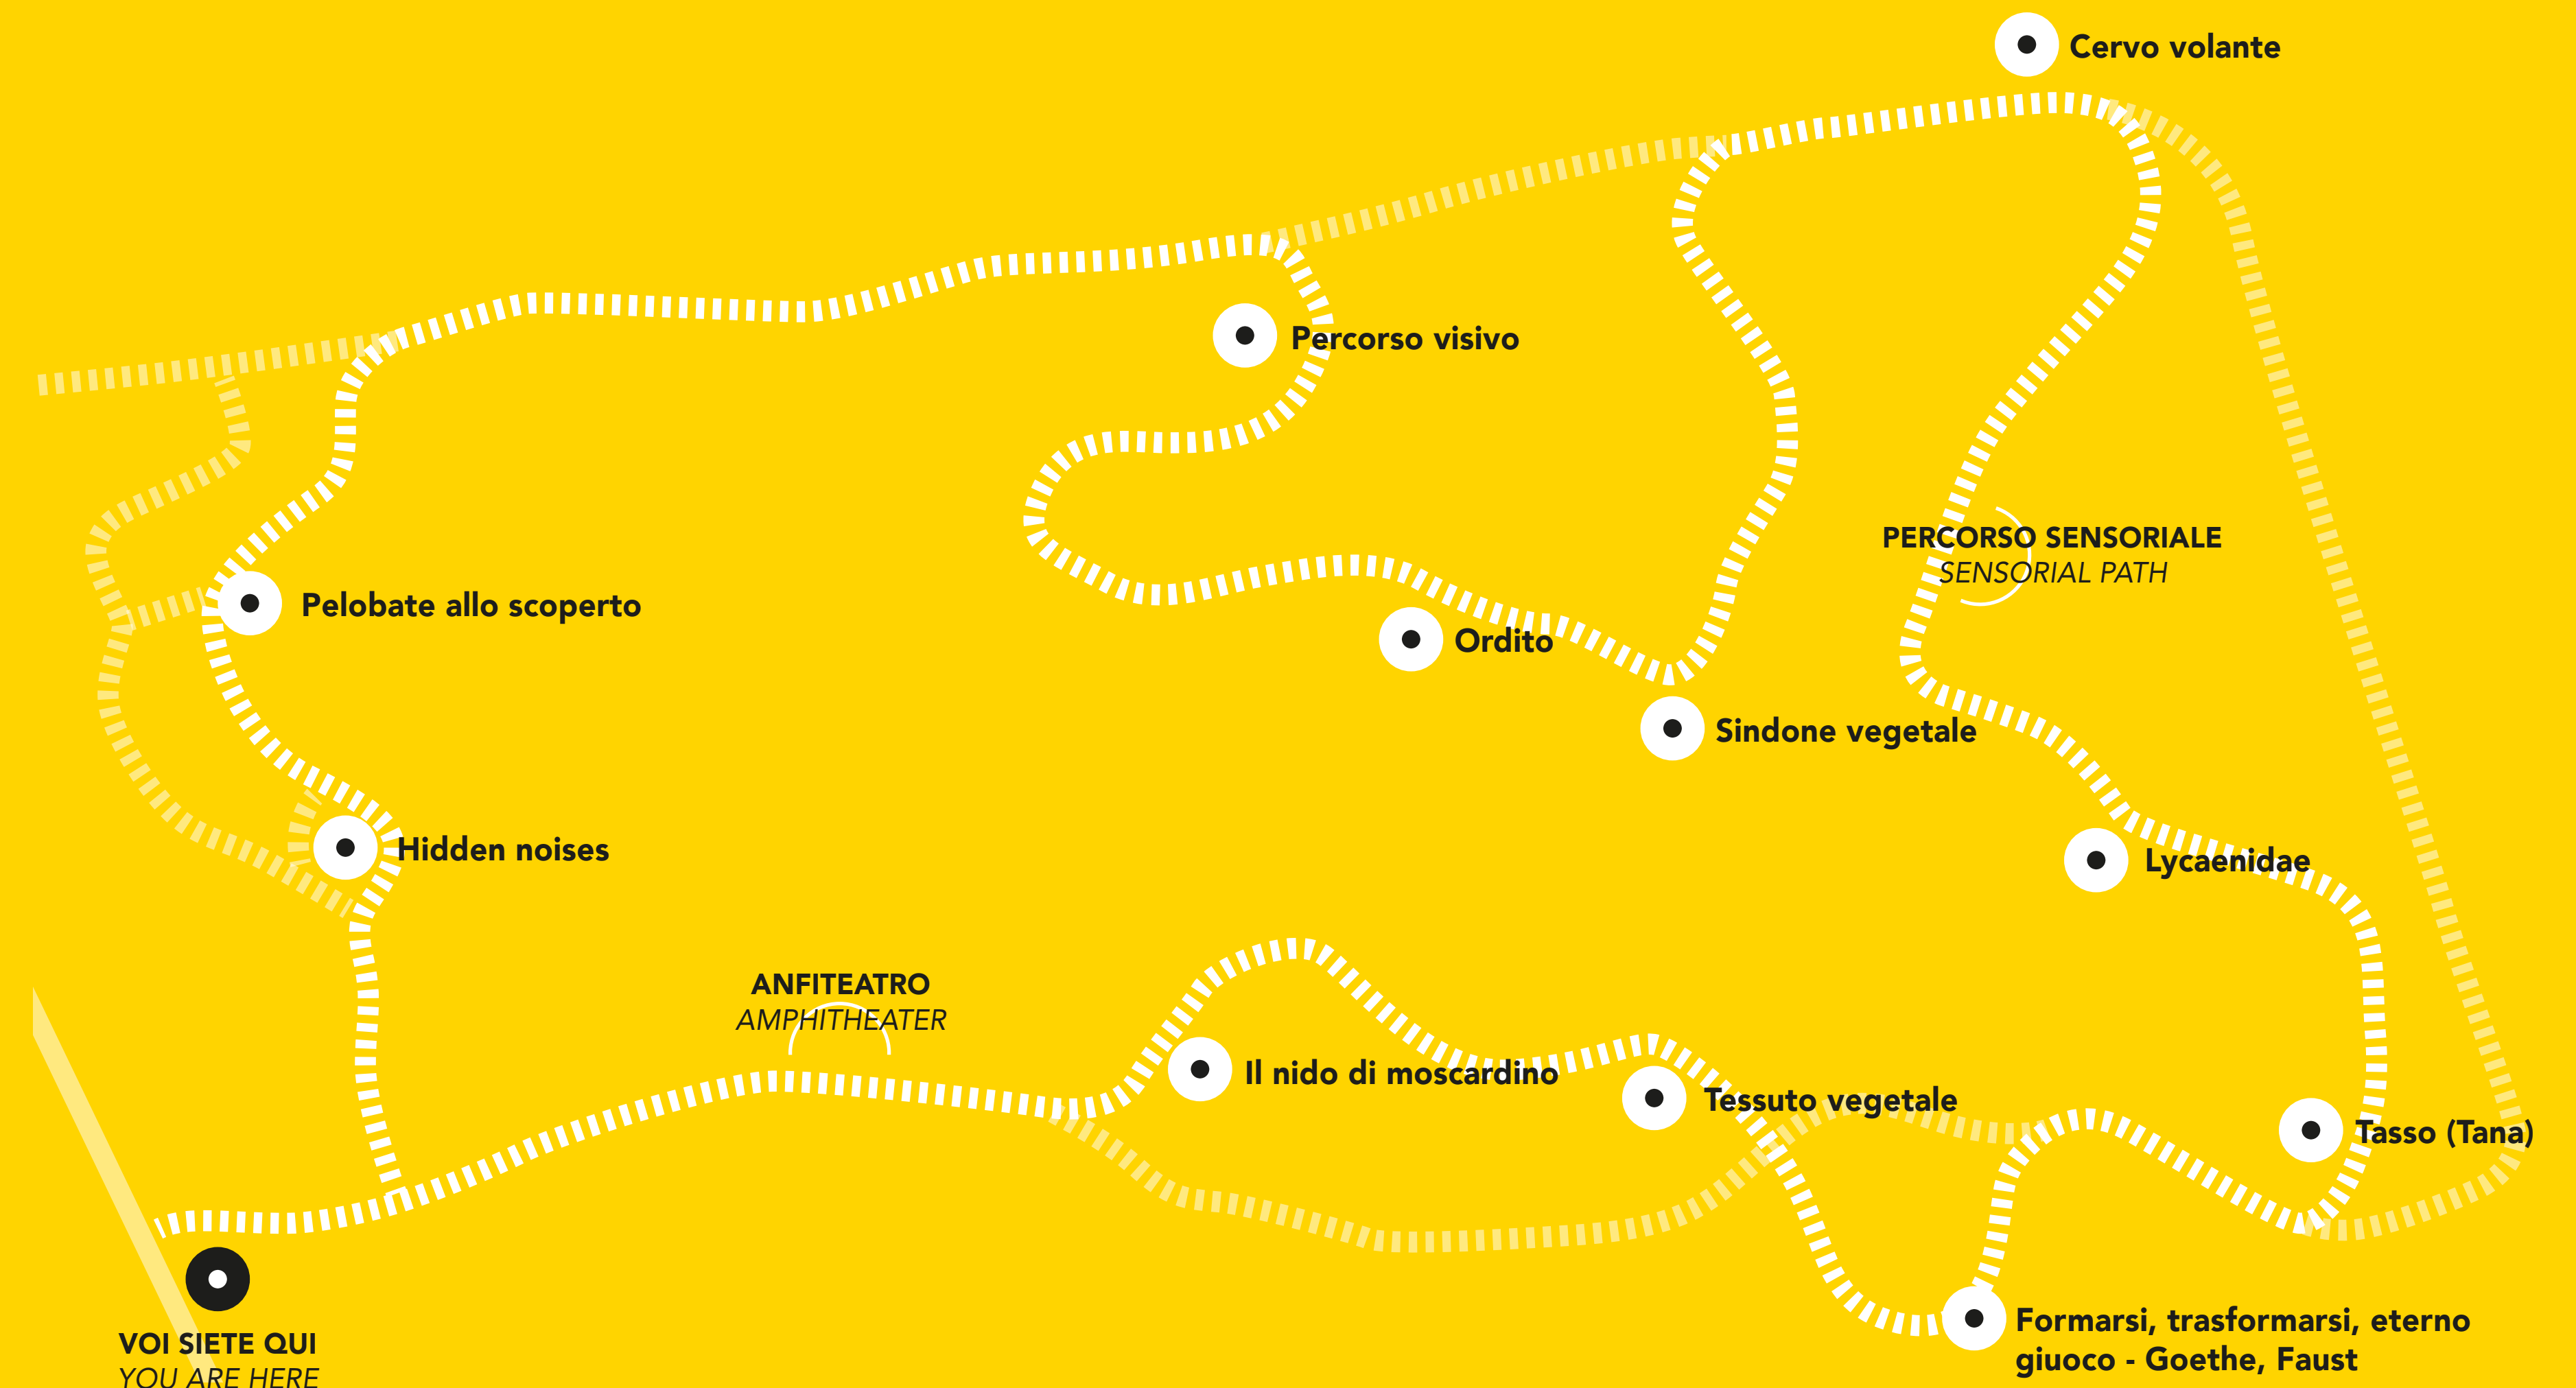 Cervo volante
Percorso visivo
PERCORSO SENSORIALE
SENSORIAL PATH
Pelobate allo scoperto
Ordito
Sindone vegetale
Hidden noises
Lycaenidae
ANFITEATRO
AMPHITHEATER
Il nido di moscardino
Tessuto vegetale
Tasso (Tana)
Formarsi, trasformarsi, eterno
giuoco - Goethe, Faust
VOI SIETE QUI
YOU ARE HERE